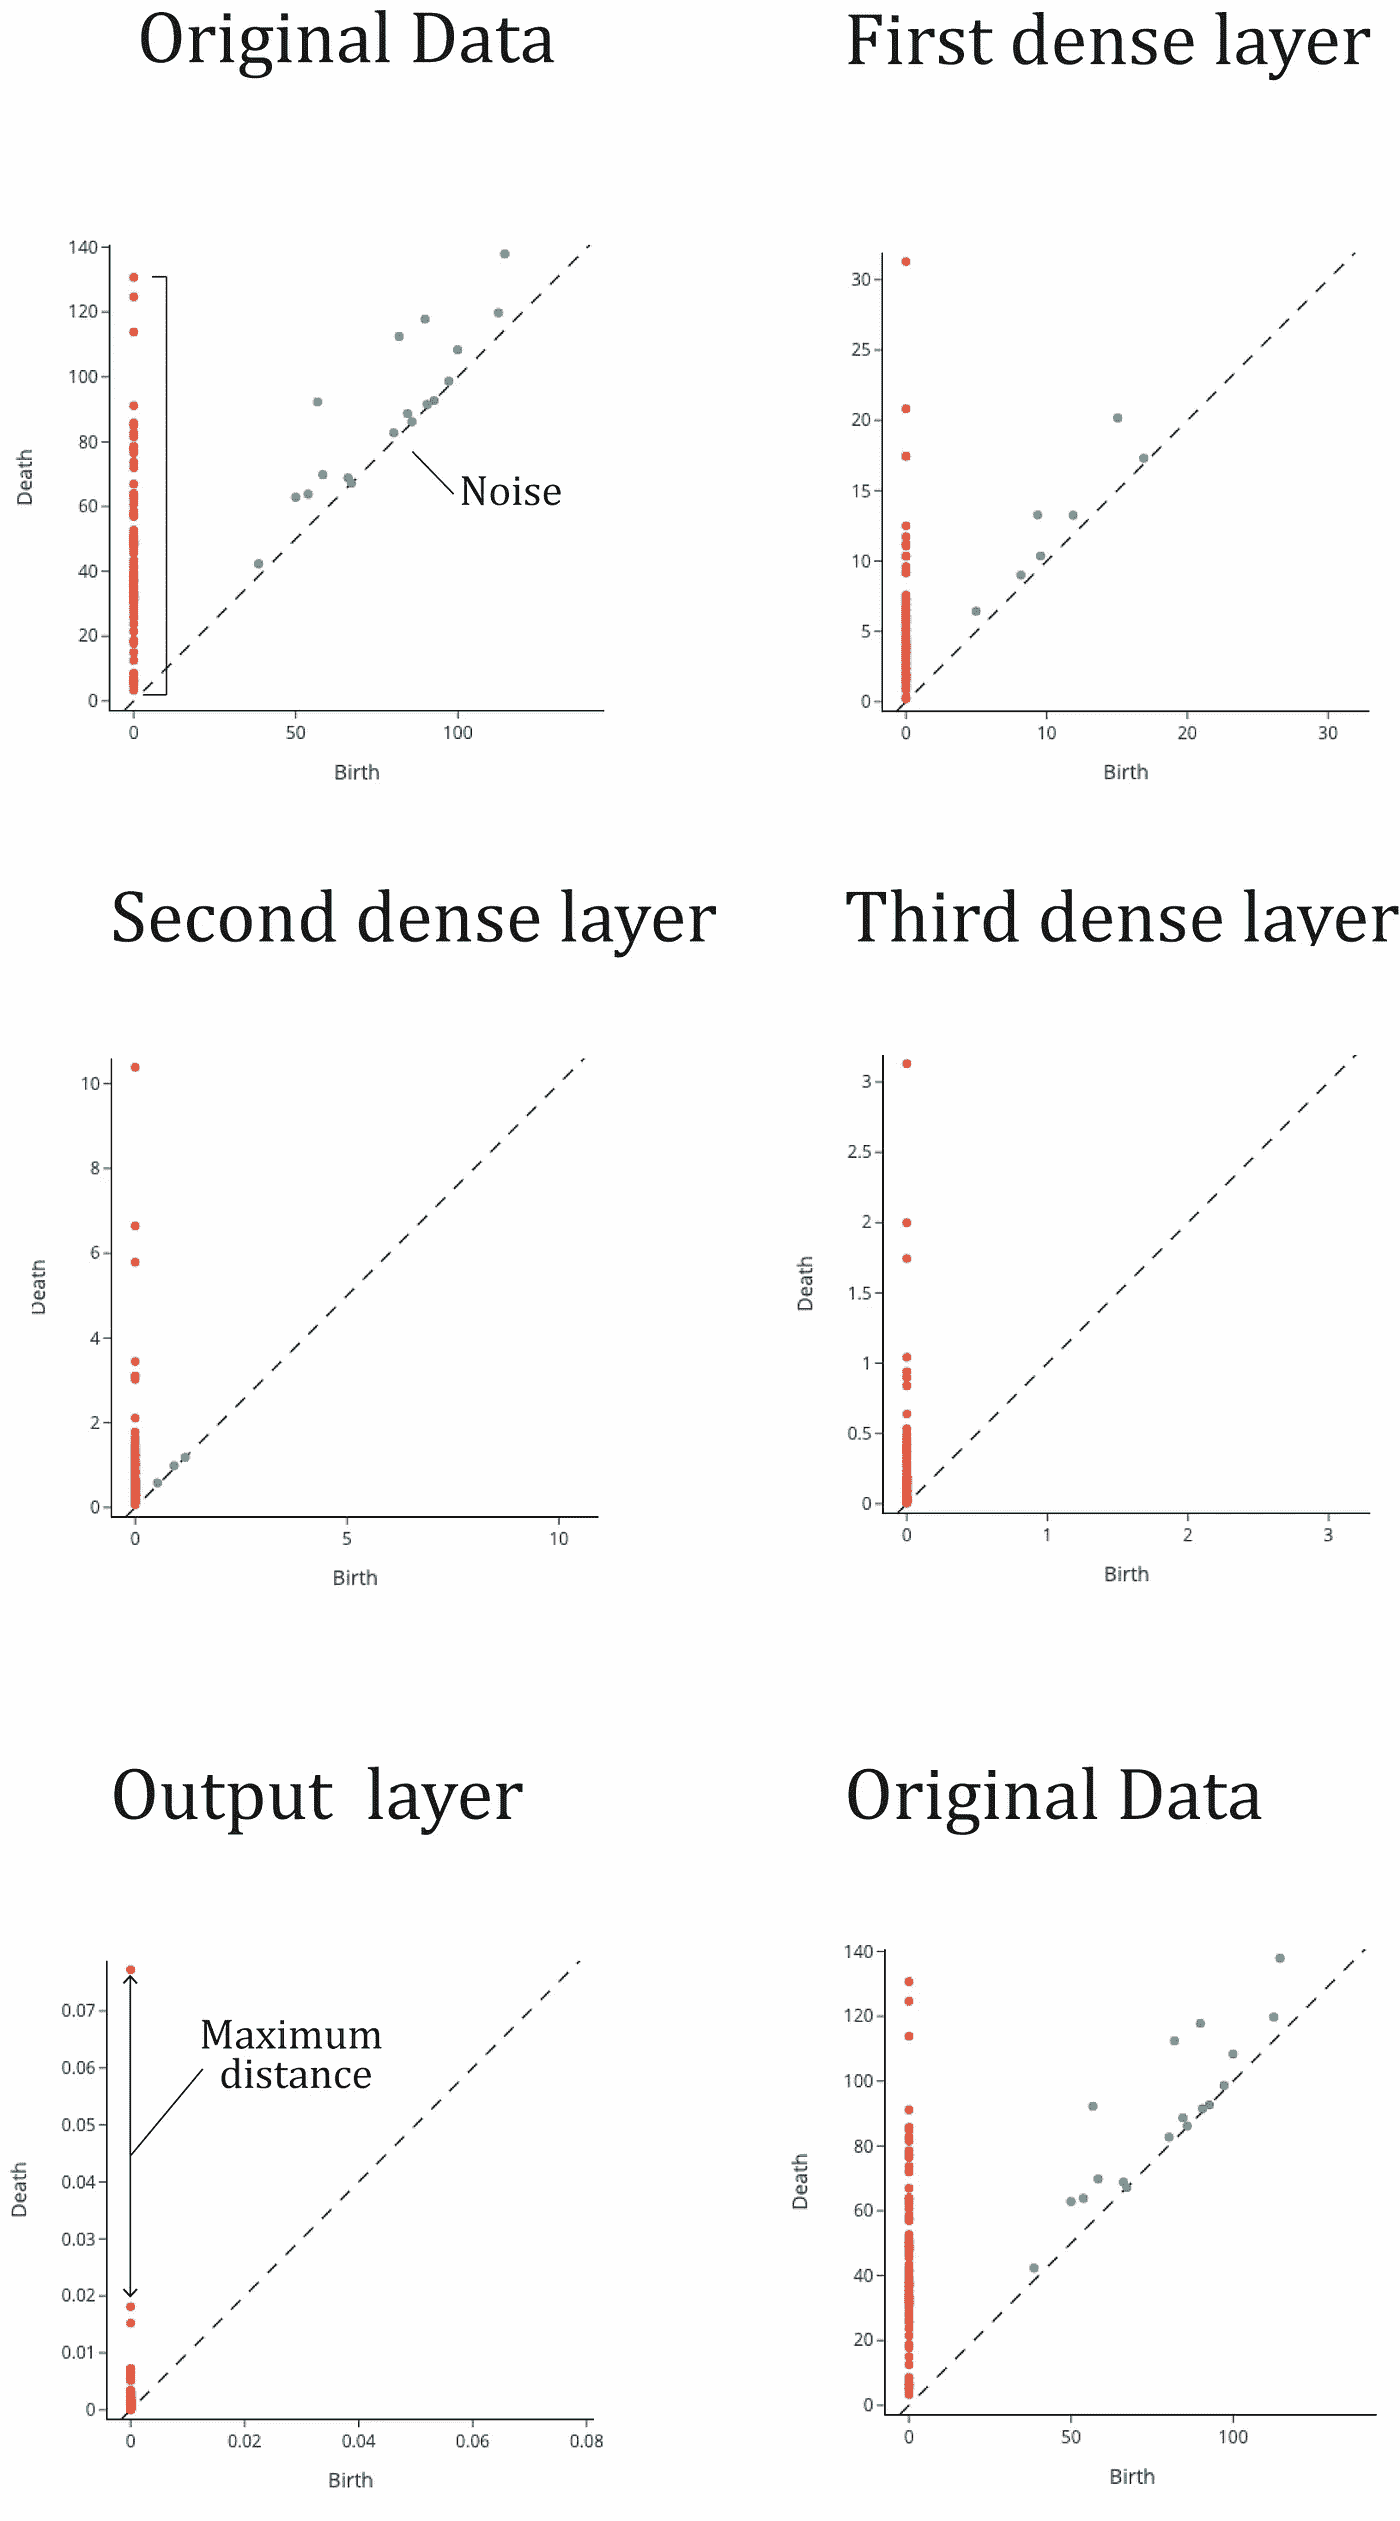 Original Data
140
120
100
80
60
40
20
0
Death
Noise
0 50 100
Birth
First dense layer
30
25
20
15
10
5
0
0 10 20 30
Birth
Second dense layer
10
8
6
4
2
0
Death
0 5 10
Birth
Third dense layer
3
2.5
2
1.5
1
0.5
0
Death
0 1 2 3
Birth
Output layer
0.07
0.06
0.05
0.04
0.03
0.02
0.01
0
Death
Maximum
distance
0 0.02 0.04 0.06 0.08
Birth
Original Data
140
120
100
80
60
40
20
0
Death
0 50 100
Birth